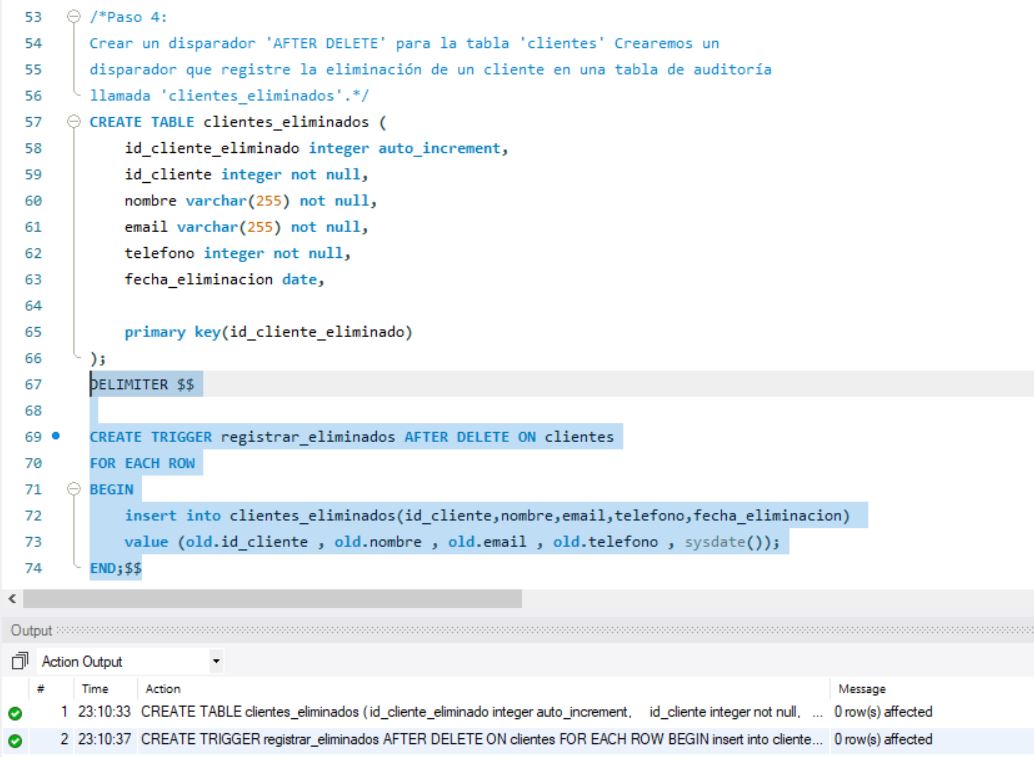 53 /*Paso 4:
54 Crear un disparador 'AFTER DELETE' para la tabla 'clientes' Crearemos un
55 disparador que registre la eliminación de un cliente en una tabla de auditoría
56 llamada 'clientes_eliminados'.*/
57 CREATE TABLE clientes_eliminados (
58 id_cliente_eliminado integer auto_increment,
59 id_cliente integer not null,
60 nombre varchar(255) not null,
61 email varchar(255) not null,
62 telefono integer not null,
63 fecha_eliminacion date,
64
65 primary key(id_cliente_eliminado)
66 );
67 DELIMITER $$
68
69 CREATE TRIGGER registrar_eliminados AFTER DELETE ON clientes
70 FOR EACH ROW
71 BEGIN
72 insert into clientes_eliminados(id_cliente,nombre,email,telefono,fecha_eliminacion)
73 value (old.id_cliente , old.nombre , old.email , old.telefono , sysdate());
74 END;$$
Output
Action Output
# Time Action Message
1 23:10:33 CREATE TABLE clientes_eliminados ( id_cliente_eliminado integer auto_increment, id_cliente integer not null, ... 0 row(s) affected
2 23:10:37 CREATE TRIGGER registrar_eliminados AFTER DELETE ON clientes FOR EACH ROW BEGIN insert into cliente... 0 row(s) affected